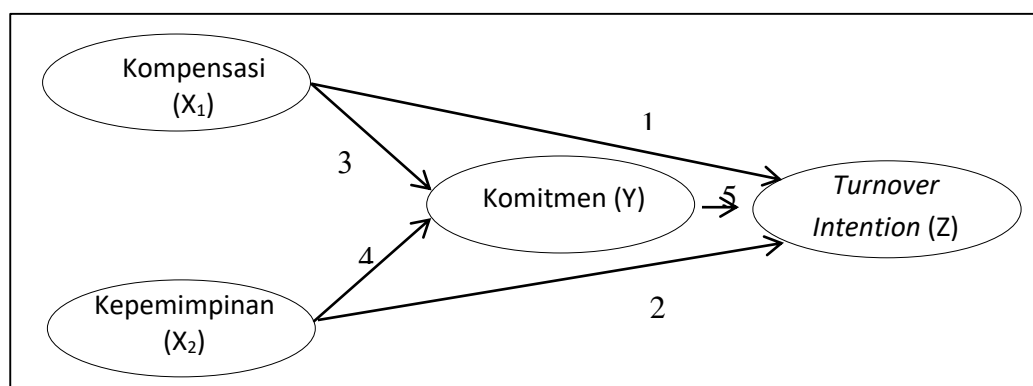 Kompensasi
(X₁)
1
3
Komitmen (Y)
5
Turnover
Intention (Z)
4
Kepemimpinan
(X₂)
2